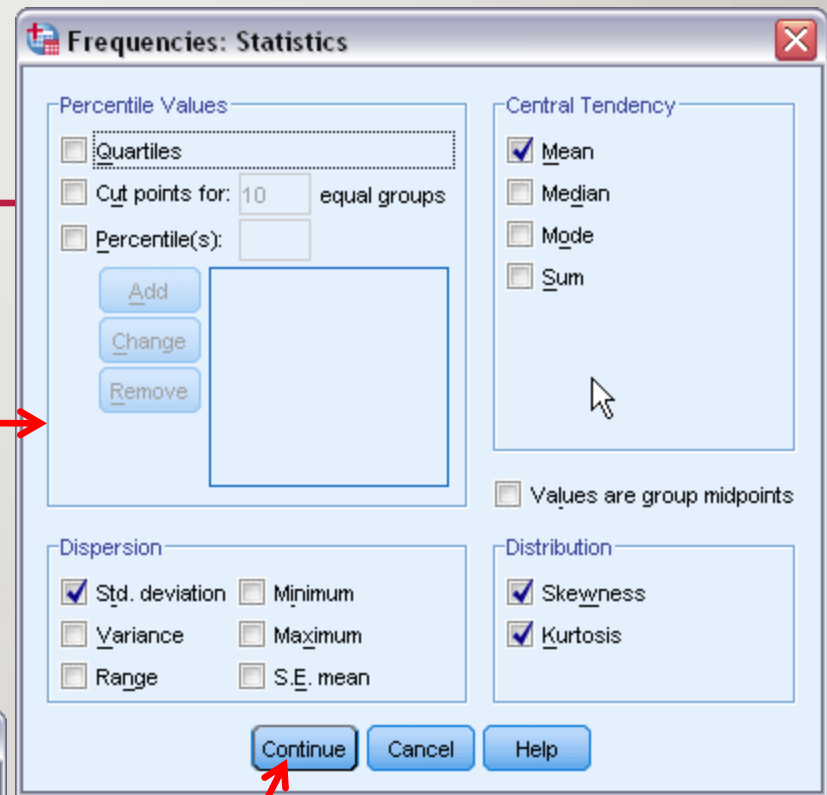 Frequencies: Statistics
Percentile Values
Quartiles
Cut points for: 10 equal groups
Percentile(s):
Add
Change
Remove
Central Tendency
Mean
Median
Mode
Sum
Values are group midpoints
Dispersion
Std. deviation Minimum
Variance Maximum
Range S.E. mean
Distribution
Skewness
Kurtosis
Continue Cancel Help